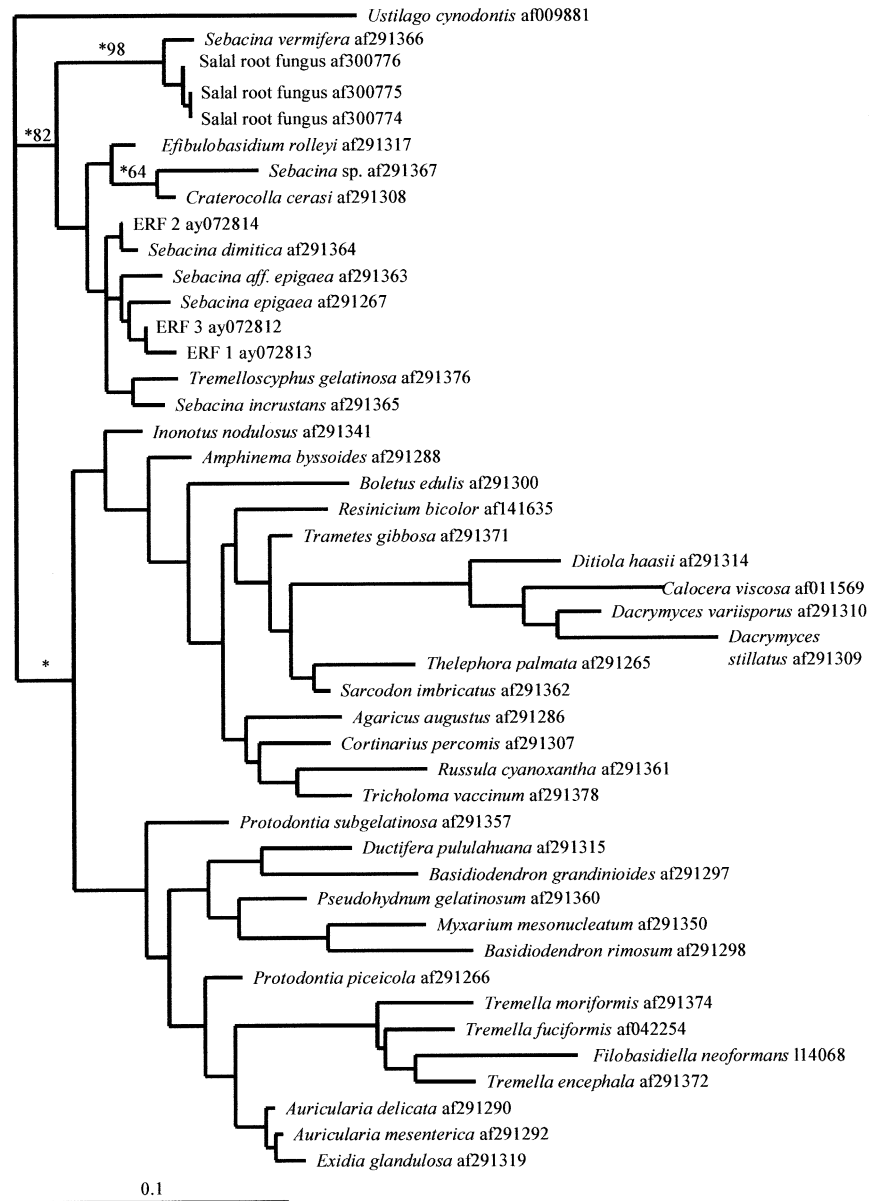 Ustilago cynodontis af009881
*98
Sebacina vermifera af291366
Salal root fungus af300776
Salal root fungus af300775
Salal root fungus af300774
*82
Efibulobasidium rolleyi af291317
*64
Sebacina sp. af291367
Craterocolla cerasi af291308
ERF 2 ay072814
Sebacina dimitica af291364
Sebacina aff. epigaea af291363
Sebacina epigaea af291267
ERF 3 ay072812
ERF 1 ay072813
Tremelloscyphus gelatinosa af291376
Sebacina incrustans af291365
Inonotus nodulosus af291341
Amphinema byssoides af291288
Boletus edulis af291300
Resinicium bicolor af141635
Trametes gibbosa af291371
Ditiola haasii af291314
Calocera viscosa af011569
Dacrymyces variisporus af291310
Dacrymyces
stillatus af291309
*
Thelephora palmata af291265
Sarcodon imbricatus af291362
Agaricus augustus af291286
Cortinarius percomis af291307
Russula cyanoxantha af291361
Tricholoma vaccinum af291378
Protodontia subgelatinosa af291357
Ductifera pululahuana af291315
Basidiodendron grandinioides af291297
Pseudohydnum gelatinosum af291360
Myxarium mesonucleatum af291350
Basidiodendron rimosum af291298
Protodontia piceicola af291266
Tremella moriformis af291374
Tremella fuciformis af042254
Filobasidiella neoformans l14068
Tremella encephala af291372
Auricularia delicata af291290
Auricularia mesenterica af291292
Exidia glandulosa af291319
0.1